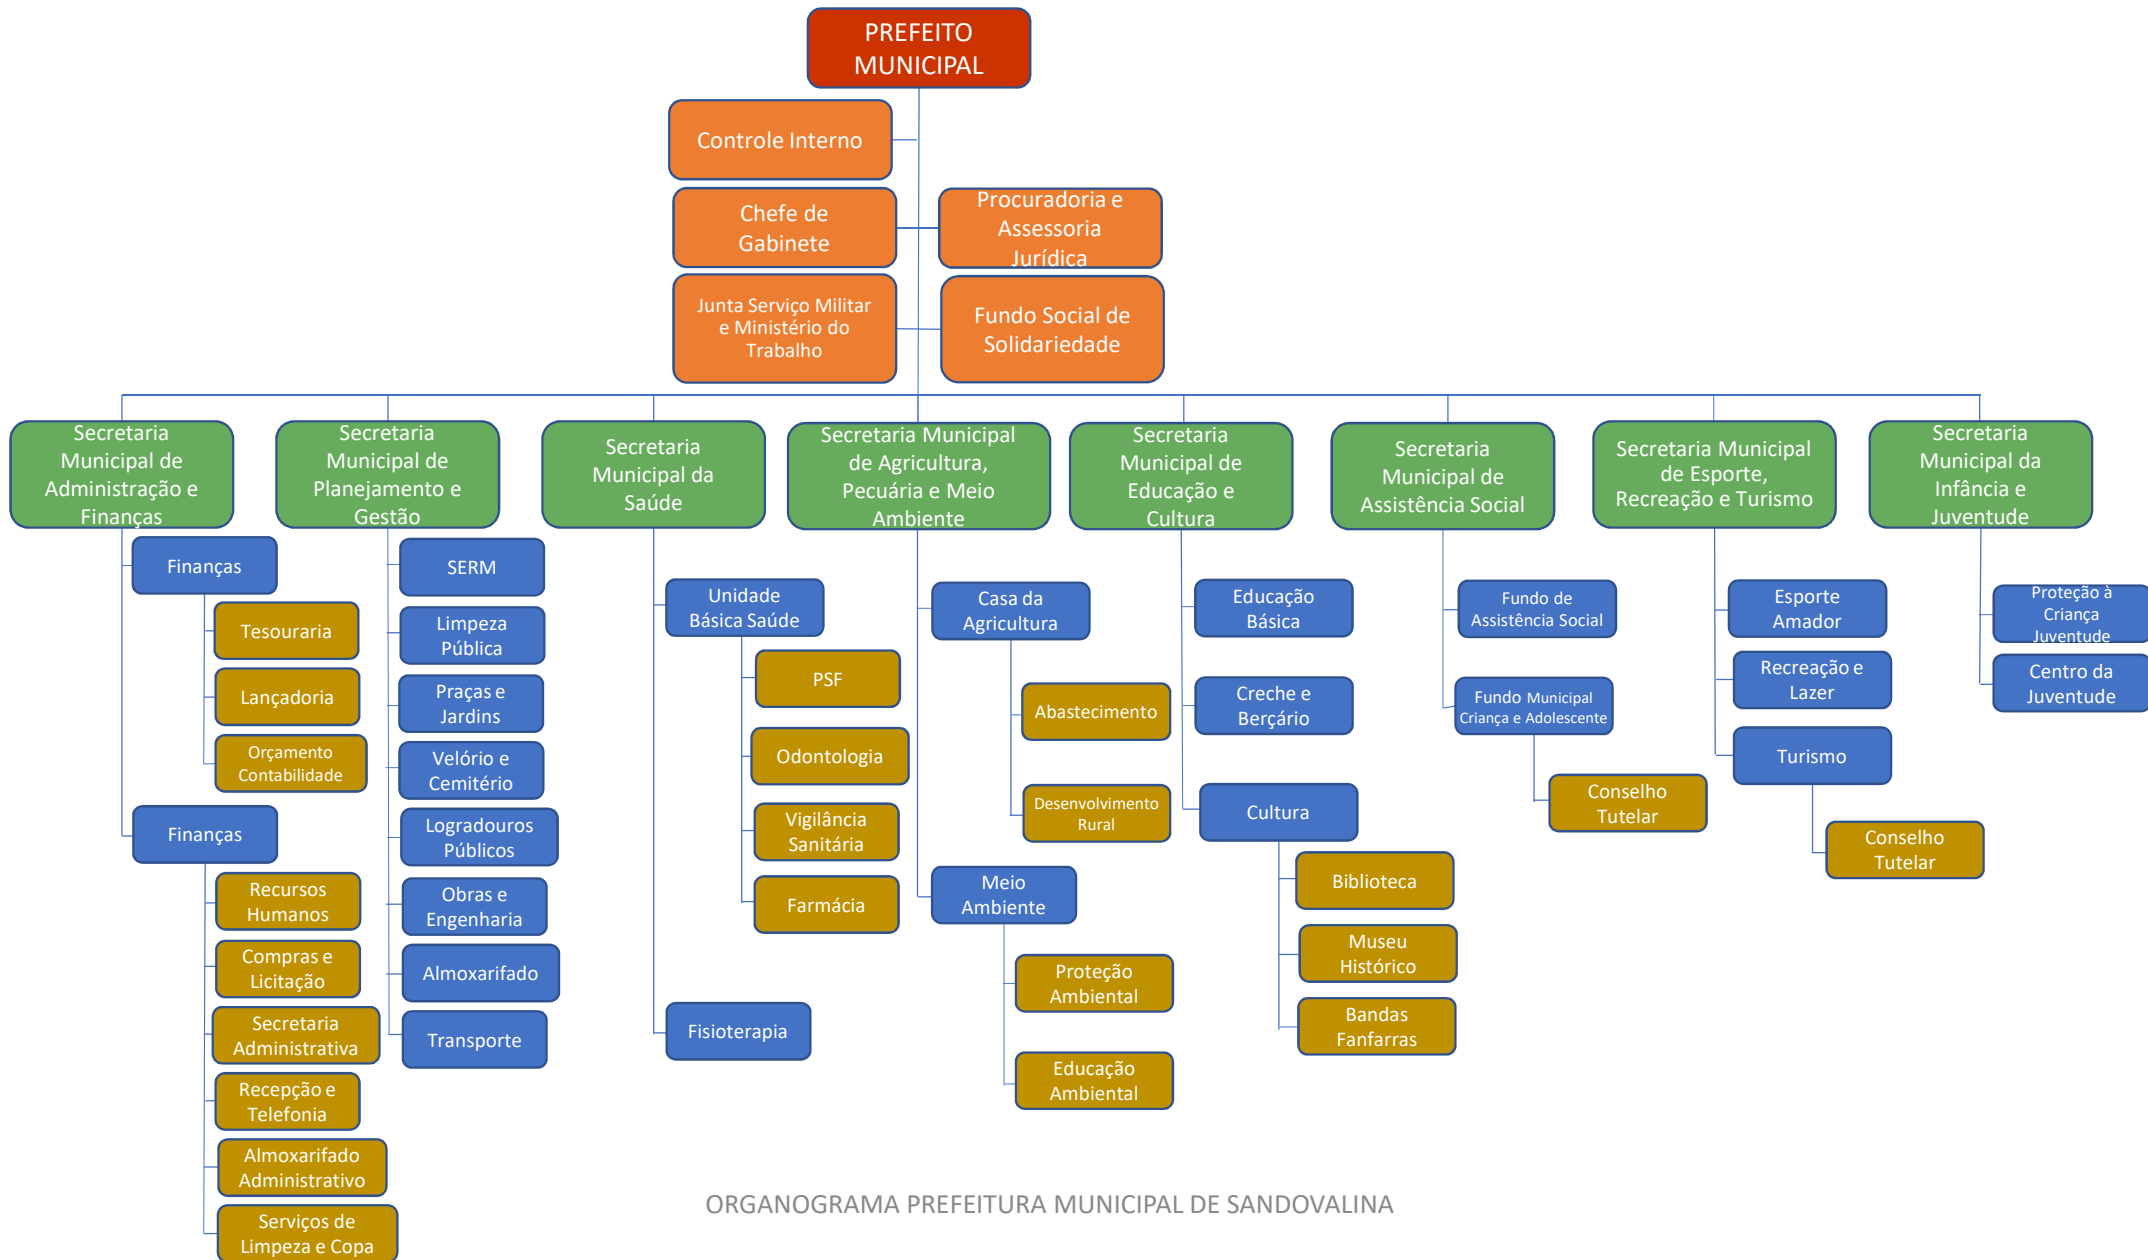 PREFEITO
MUNICIPAL
Controle Interno
Chefe de
Gabinete
Procuradoria e
Assessoria
Jurídica
Junta Serviço Militar
e Ministério do
Trabalho
Fundo Social de
Solidariedade
Secretaria
Municipal de
Administração e
Finanças
Secretaria
Municipal de
Planejamento e
Gestão
Secretaria
Municipal da
Saúde
Secretaria Municipal
de Agricultura,
Pecuária e Meio
Ambiente
Secretaria
Municipal de
Educação e
Cultura
Secretaria
Municipal de
Assistência Social
Secretaria Municipal
de Esporte,
Recreação e Turismo
Secretaria
Municipal da
Infância e
Juventude
Finanças
Tesouraria
Lançadoria
Orçamento
Contabilidade
Finanças
Recursos
Humanos
Compras e
Licitação
Secretaria
Administrativa
Recepção e
Telefonia
Almoxarifado
Administrativo
Serviços de
Limpeza e Copa
SERM
Limpeza
Pública
Praças e
Jardins
Velório e
Cemitério
Logradouros
Públicos
Obras e
Engenharia
Almoxarifado
Transporte
Unidade
Básica Saúde
PSF
Odontologia
Vigilância
Sanitária
Farmácia
Fisioterapia
Casa da
Agricultura
Abastecimento
Desenvolvimento
Rural
Meio
Ambiente
Proteção
Ambiental
Educação
Ambiental
Educação
Básica
Creche e
Berçário
Cultura
Biblioteca
Museu
Histórico
Bandas
Fanfarras
Fundo de
Assistência Social
Fundo Municipal
Criança e Adolescente
Conselho
Tutelar
Esporte
Amador
Recreação e
Lazer
Turismo
Conselho
Tutelar
Proteção à
Criança
Juventude
Centro da
Juventude
ORGANOGRAMA PREFEITURA MUNICIPAL DE SANDOVALINA